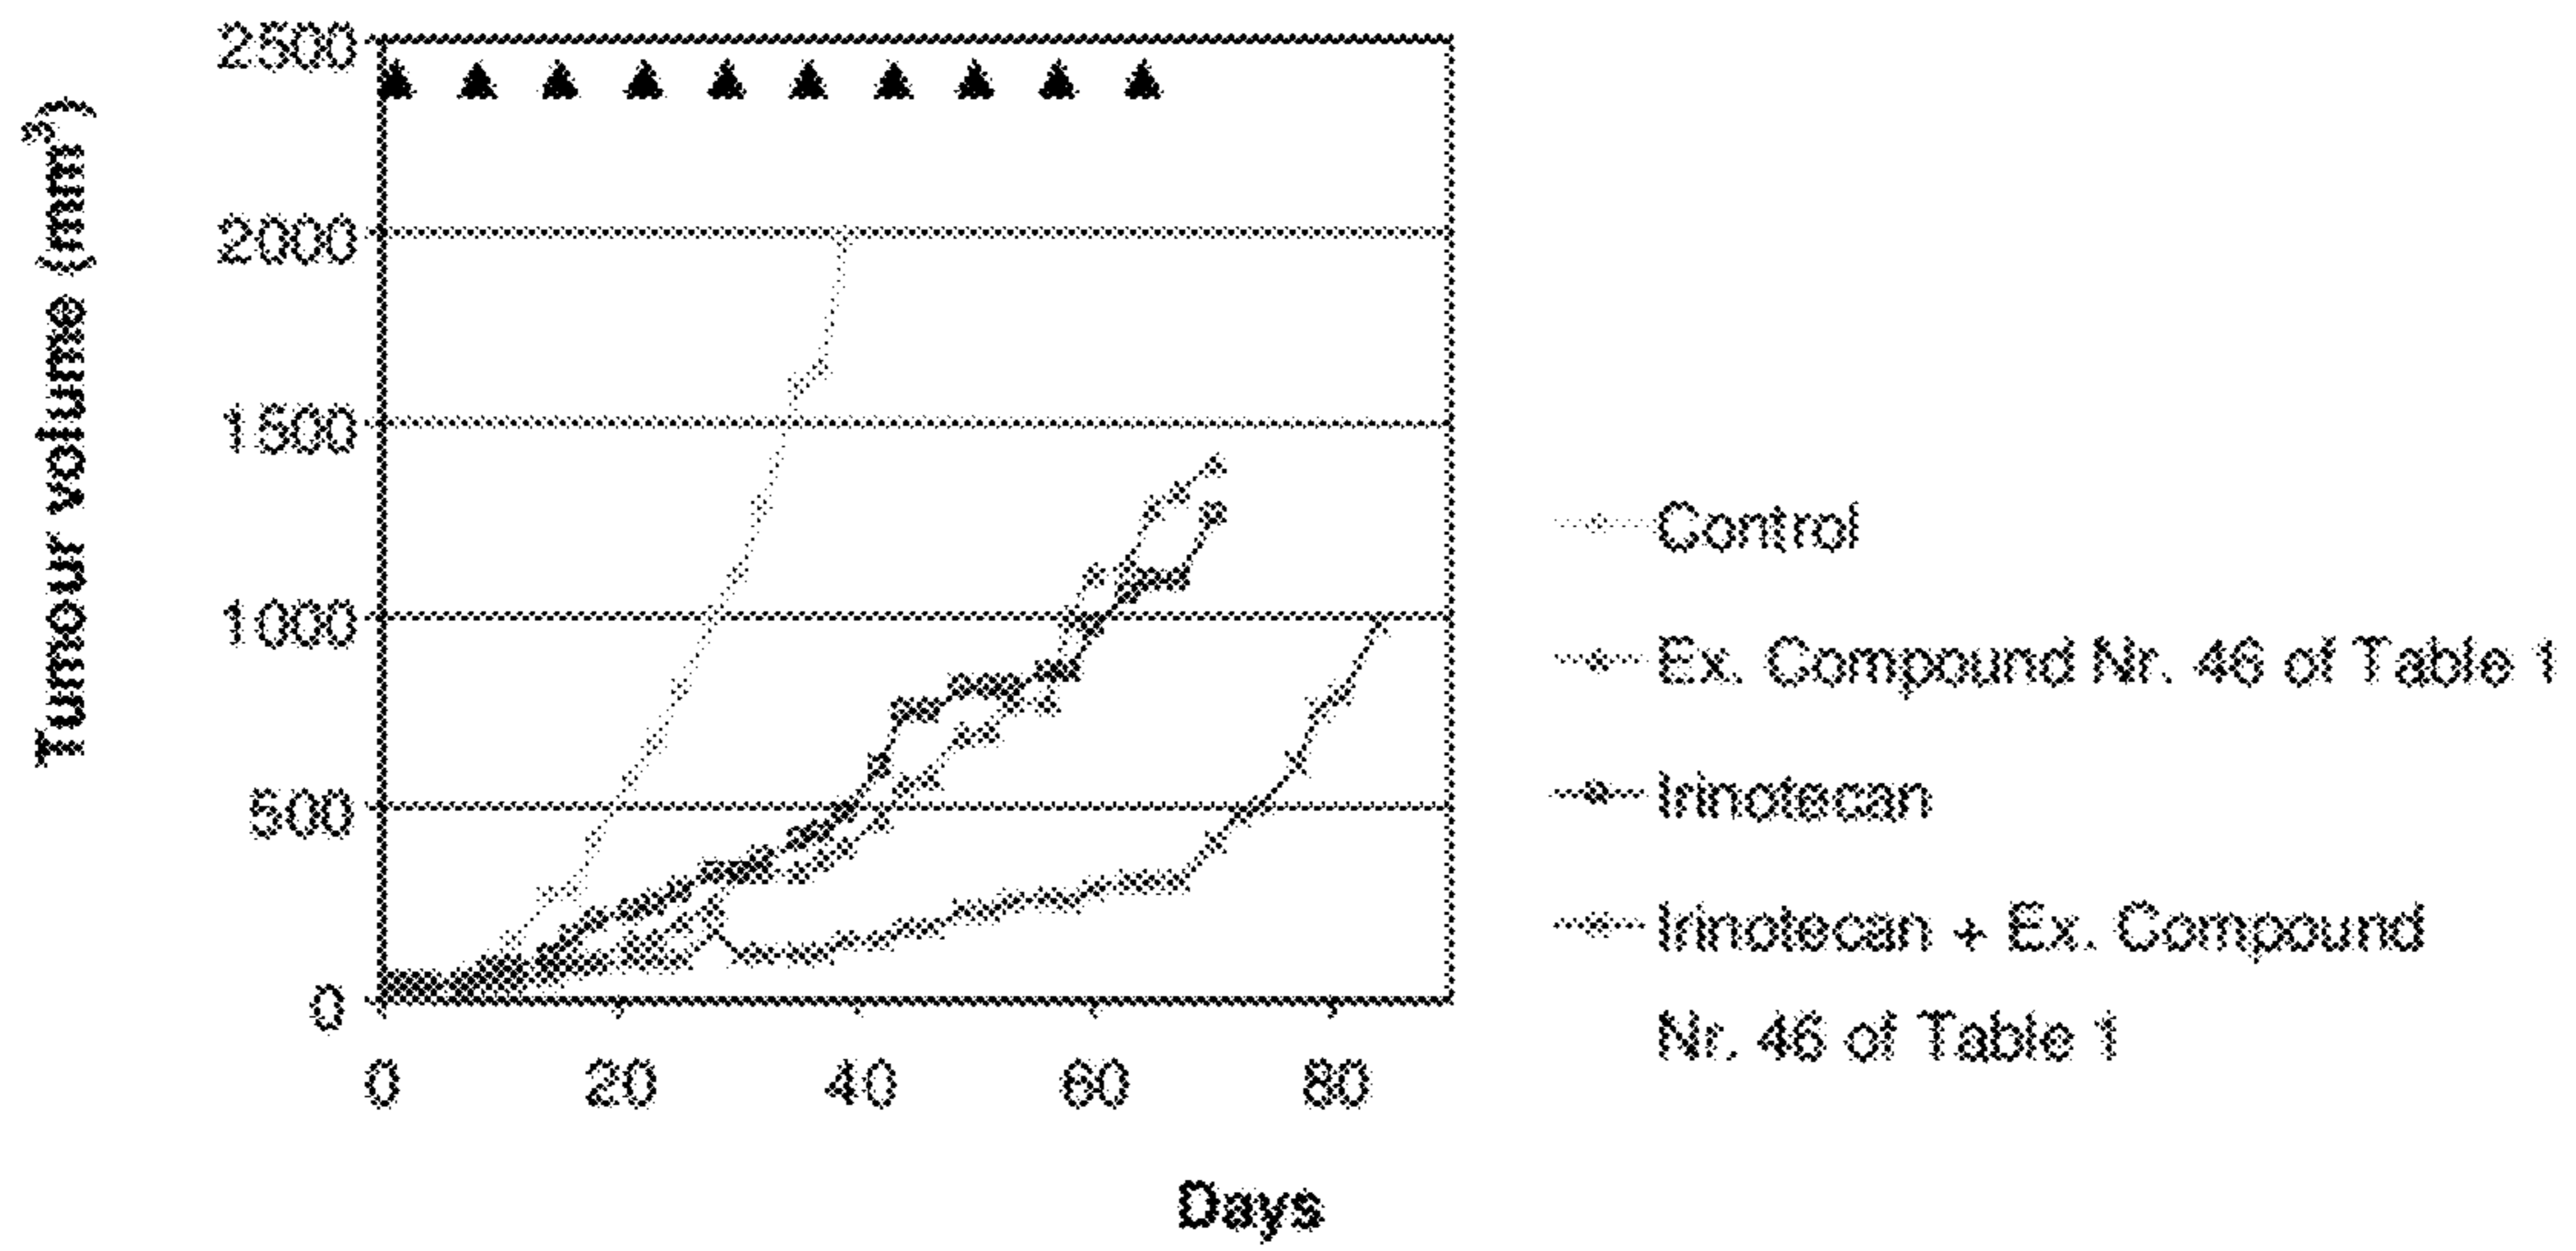 Tumour volume (mm³)
2500
2000
1500
1000
500
0
0 20 40 60 80
Days
Control
Ex. Compound Nr. 46 of Table 1
Irinotecan
Irinotecan + Ex. Compound
Nr. 46 of Table 1